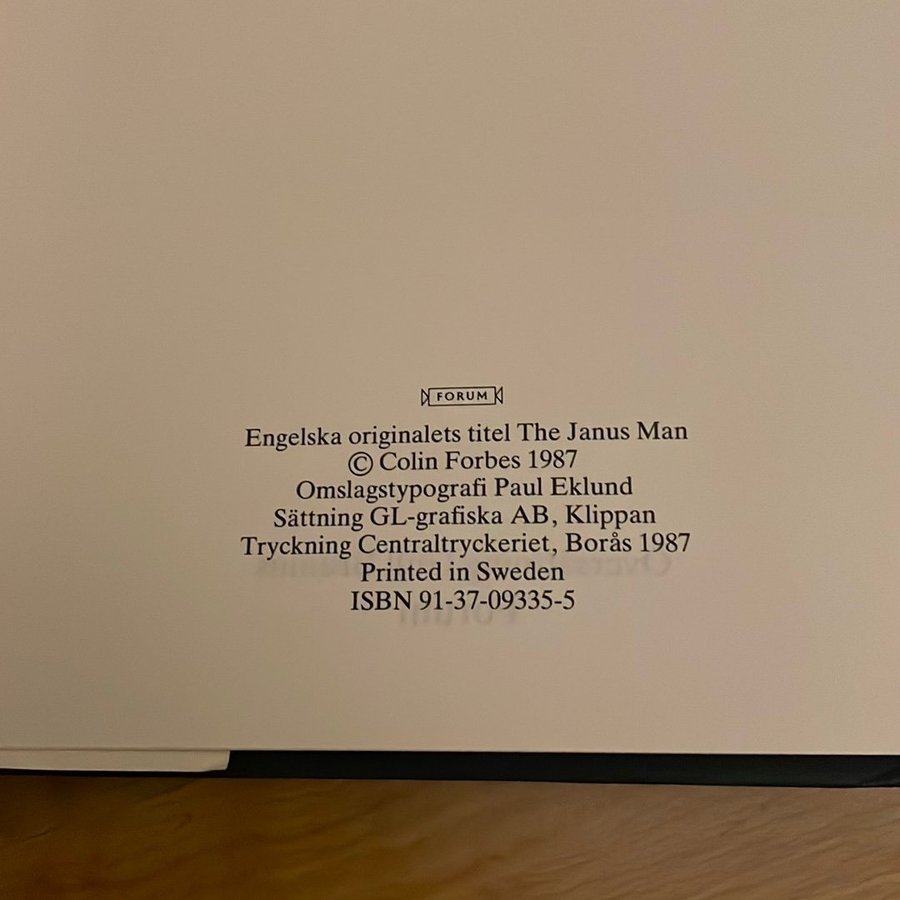 FORUM
Engelska originalets titel The Janus Man
© Colin Forbes 1987
Omslagstypografi Paul Eklund
Sättning GL-grafiska AB, Klippan
Tryckning Centraltryckeriet, Borås 1987
Printed in Sweden
ISBN 91-37-09335-5